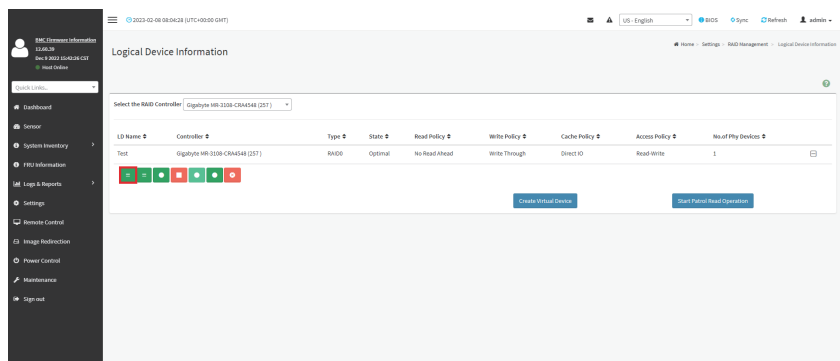 2023-02-08 08:04:28 (UTC+00:00 GMT)
US - English
BIOS
Sync
Refresh
admin
BMC Firmware Information
12.60.39
Dec 9 2022 15:43:26 CST
Host Online
Quick Links...
Dashboard
Sensor
System Inventory
FRU Information
Logs & Reports
Settings
Remote Control
Image Redirection
Power Control
Maintenance
Sign out
Logical Device Information
Home > Settings > RAID Management > Logical Device Information
Select the RAID Controller Gigabyte MR-3108-CRA4548 (257 )
LD Name Controller Type State Read Policy Write Policy Cache Policy Access Policy No.of Phy Devices
Test Gigabyte MR-3108-CRA4548 (257 ) RAID0 Optimal No Read Ahead Write Through Direct IO Read-Write 1
Create Virtual Device Start Patrol Read Operation